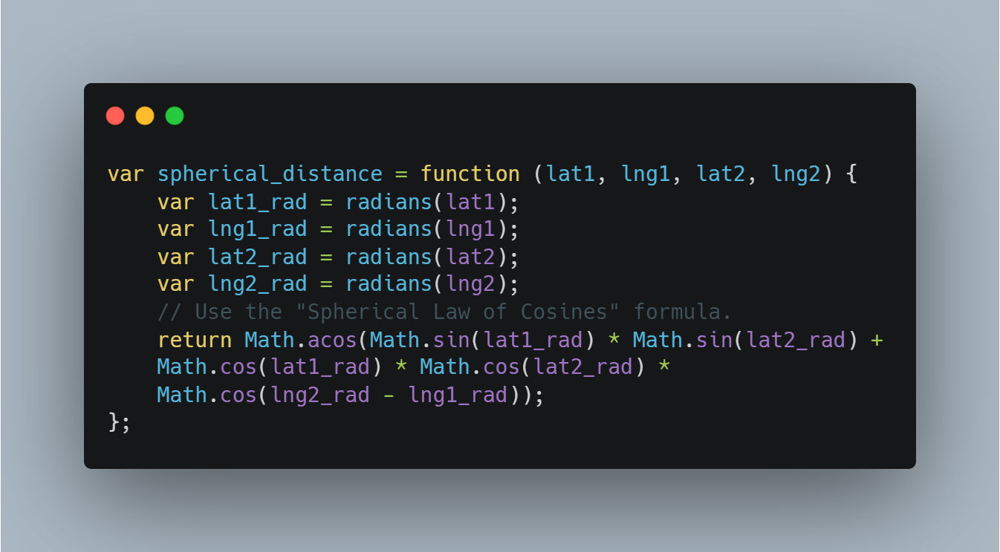 var spherical_distance = function (lat1, lng1, lat2, lng2) {
    var lat1_rad = radians(lat1);
    var lng1_rad = radians(lng1);
    var lat2_rad = radians(lat2);
    var lng2_rad = radians(lng2);
    // Use the "Spherical Law of Cosines" formula.
    return Math.acos(Math.sin(lat1_rad) * Math.sin(lat2_rad) +
    Math.cos(lat1_rad) * Math.cos(lat2_rad) *
    Math.cos(lng2_rad - lng1_rad));
};